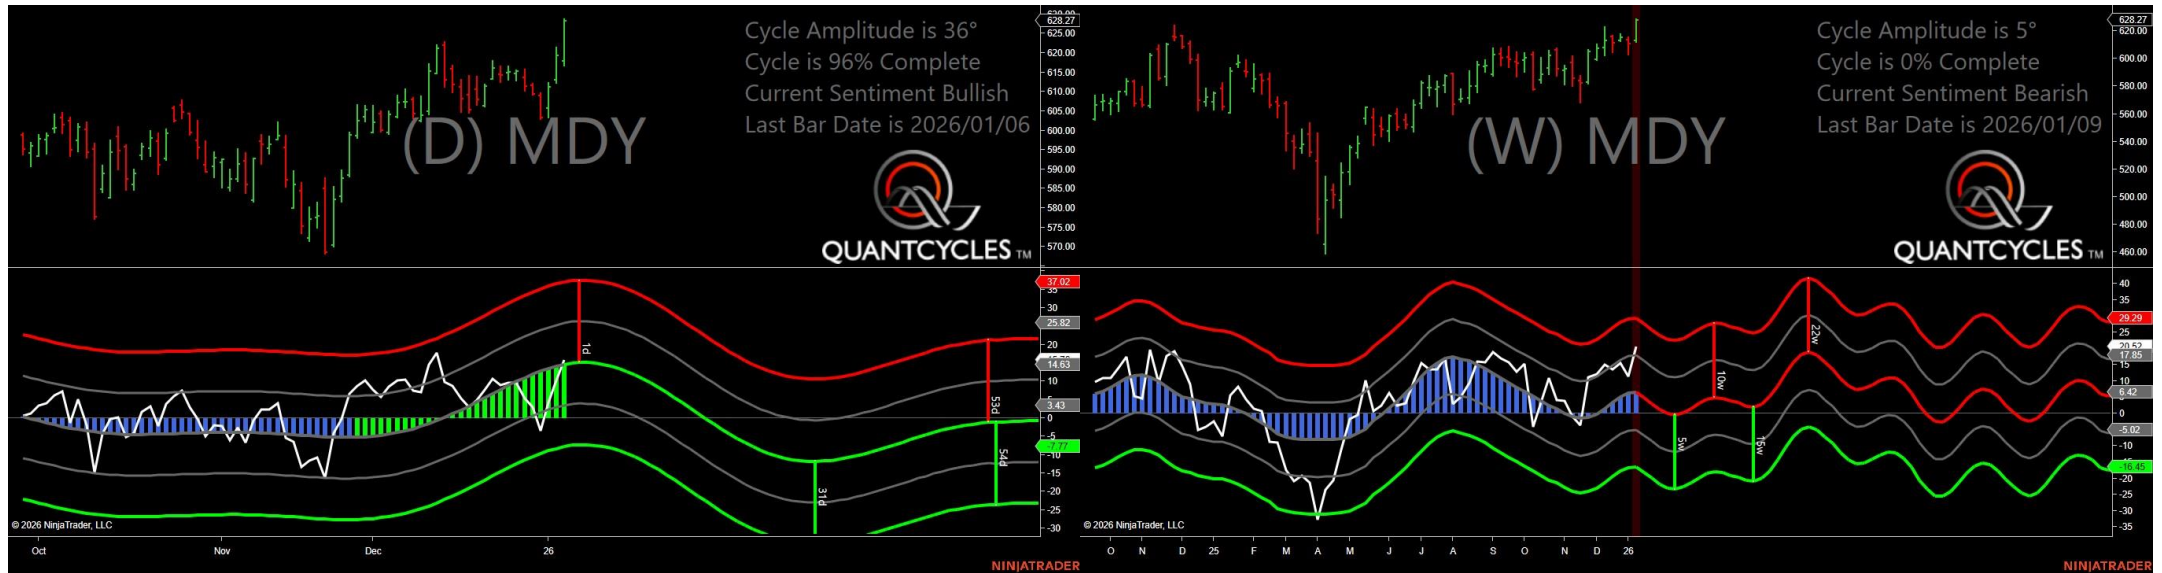 Cycle Amplitude is 36°
Cycle is 96% Complete
Current Sentiment Bullish
Last Bar Date is 2026/01/06
(D) MDY
QUANTCYCLES TM
628.27
625.00
620.00
615.00
610.00
605.00
600.00
595.00
590.00
585.00
580.00
575.00
570.00
37.02
35
30
25.82
20
14.63
10
5
3.43
0
-5
-7.77
-10
-15
-20
-25
-30
1d
31d
53d
54d
© 2026 NinjaTrader, LLC
Oct Nov Dec 26
NINJATRADER
Cycle Amplitude is 5°
Cycle is 0% Complete
Current Sentiment Bearish
Last Bar Date is 2026/01/09
(W) MDY
QUANTCYCLES TM
628.27
620.00
600.00
580.00
560.00
540.00
520.00
500.00
480.00
460.00
40
35
29.29
25
20.52
17.85
15
10
6.42
0
-5.02
-10
-16.45
-20
-25
-30
-35
5w
10w
15w
22w
© 2026 NinjaTrader, LLC
O N D 25 F M A M J J A S O N D 26
NINJATRADER